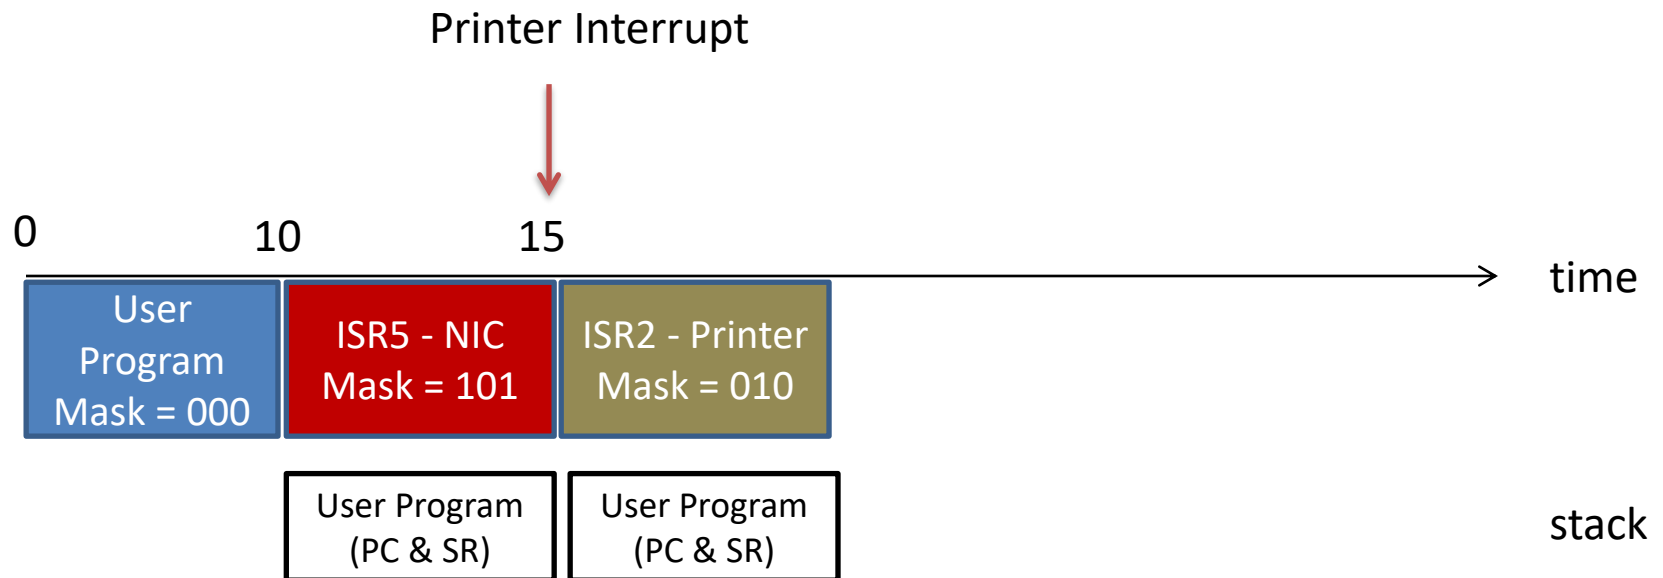 Printer Interrupt
0
10
15
time
User
Program
Mask = 000
ISR5 - NIC
Mask = 101
ISR2 - Printer
Mask = 010
User Program
(PC & SR)
User Program
(PC & SR)
stack